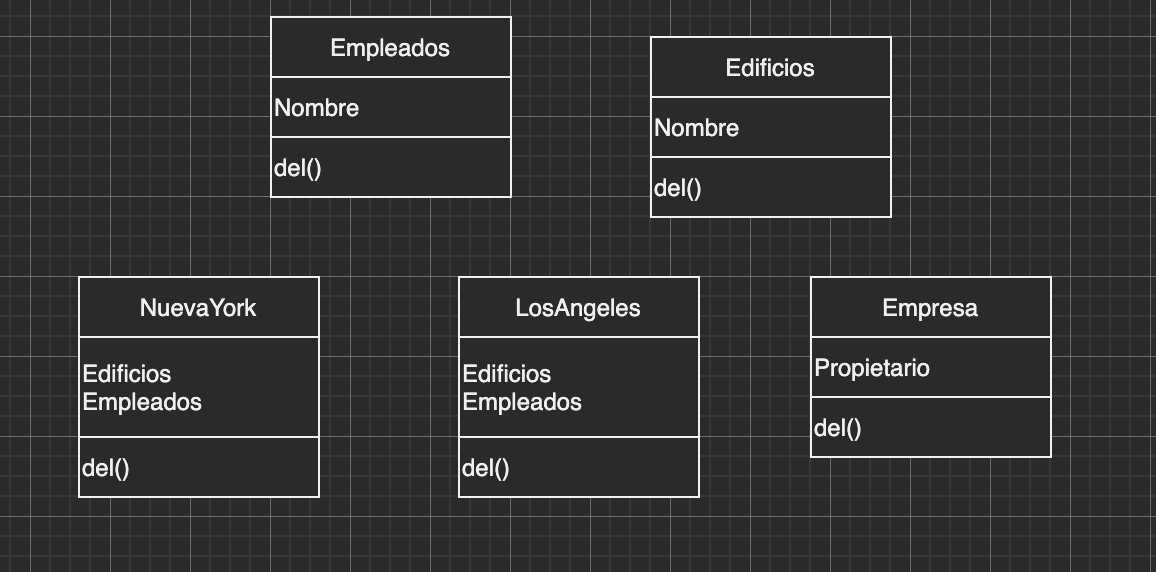 Empleados
Nombre
del()
Edificios
Nombre
del()
NuevaYork
Edificios
Empleados
del()
LosAngeles
Edificios
Empleados
del()
Empresa
Propietario
del()